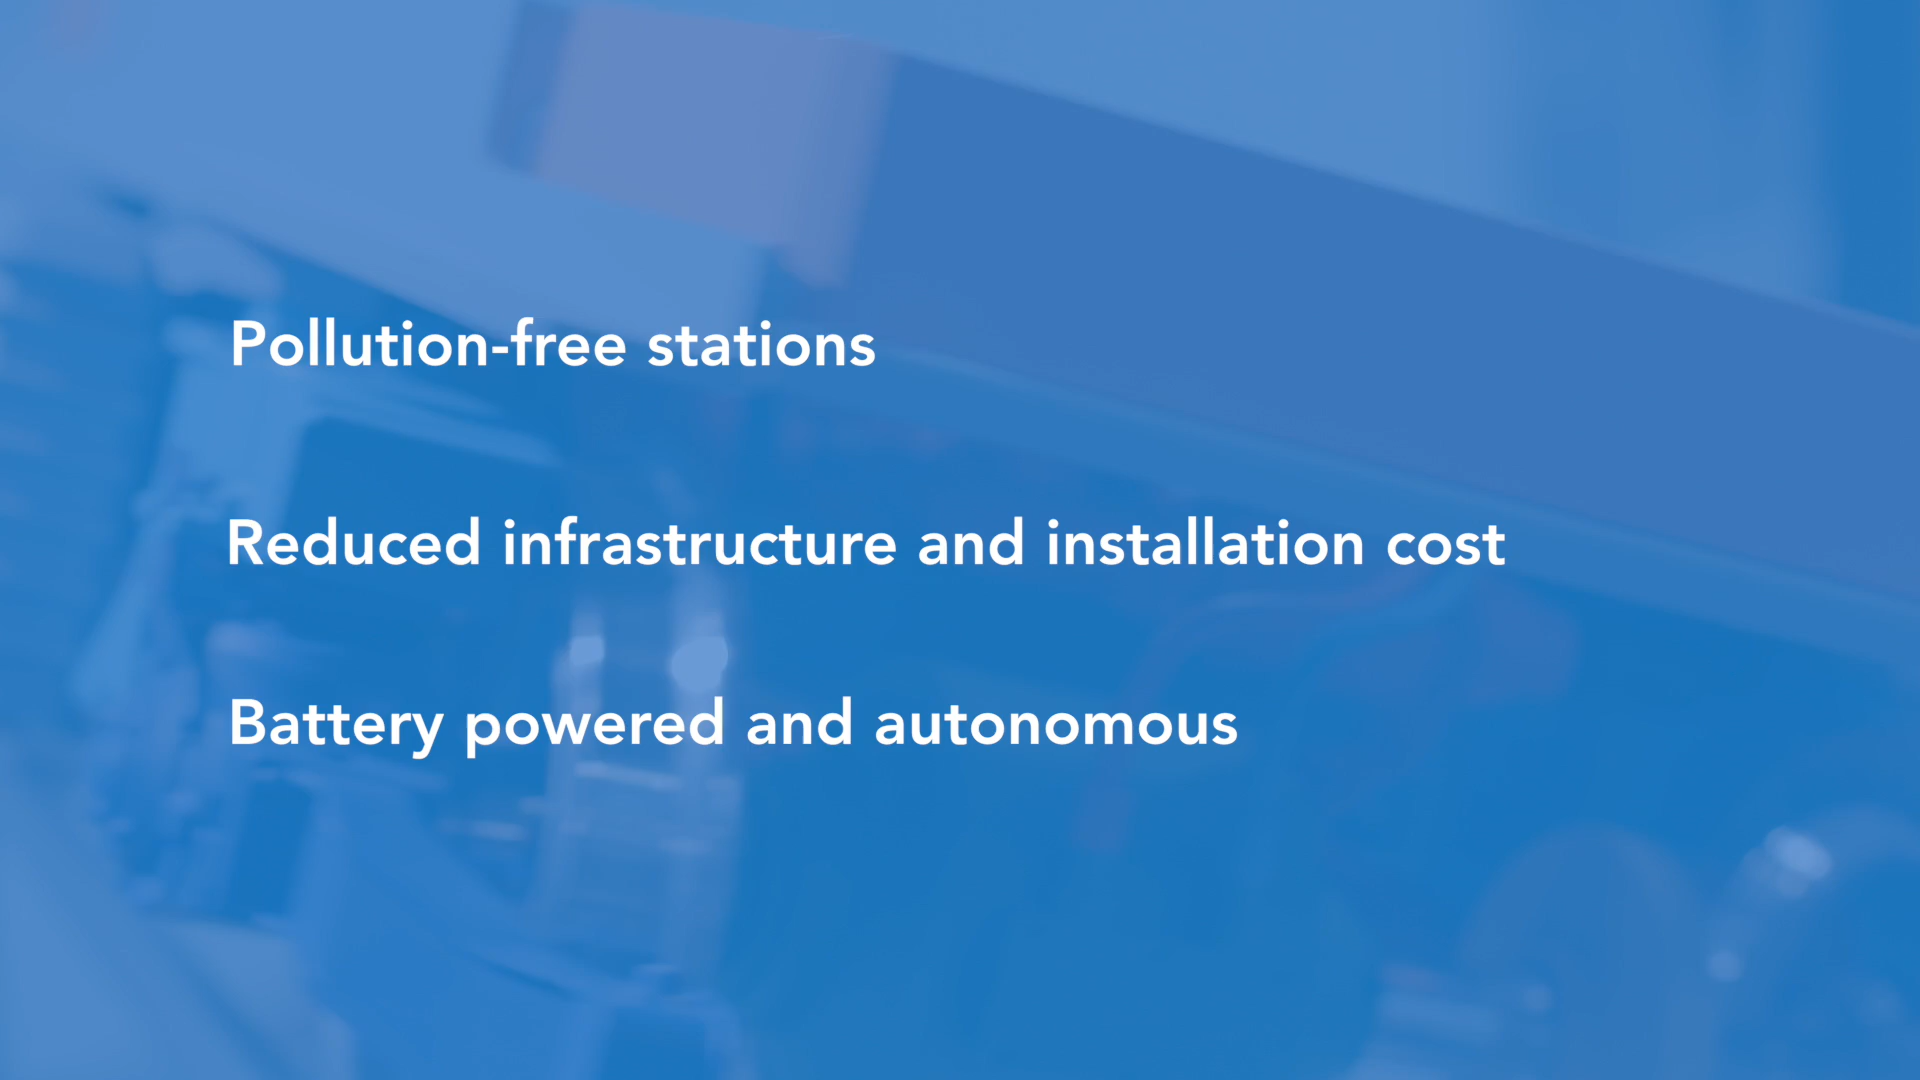 Pollution-free stations
Reduced infrastructure and installation cost
Battery powered and autonomous